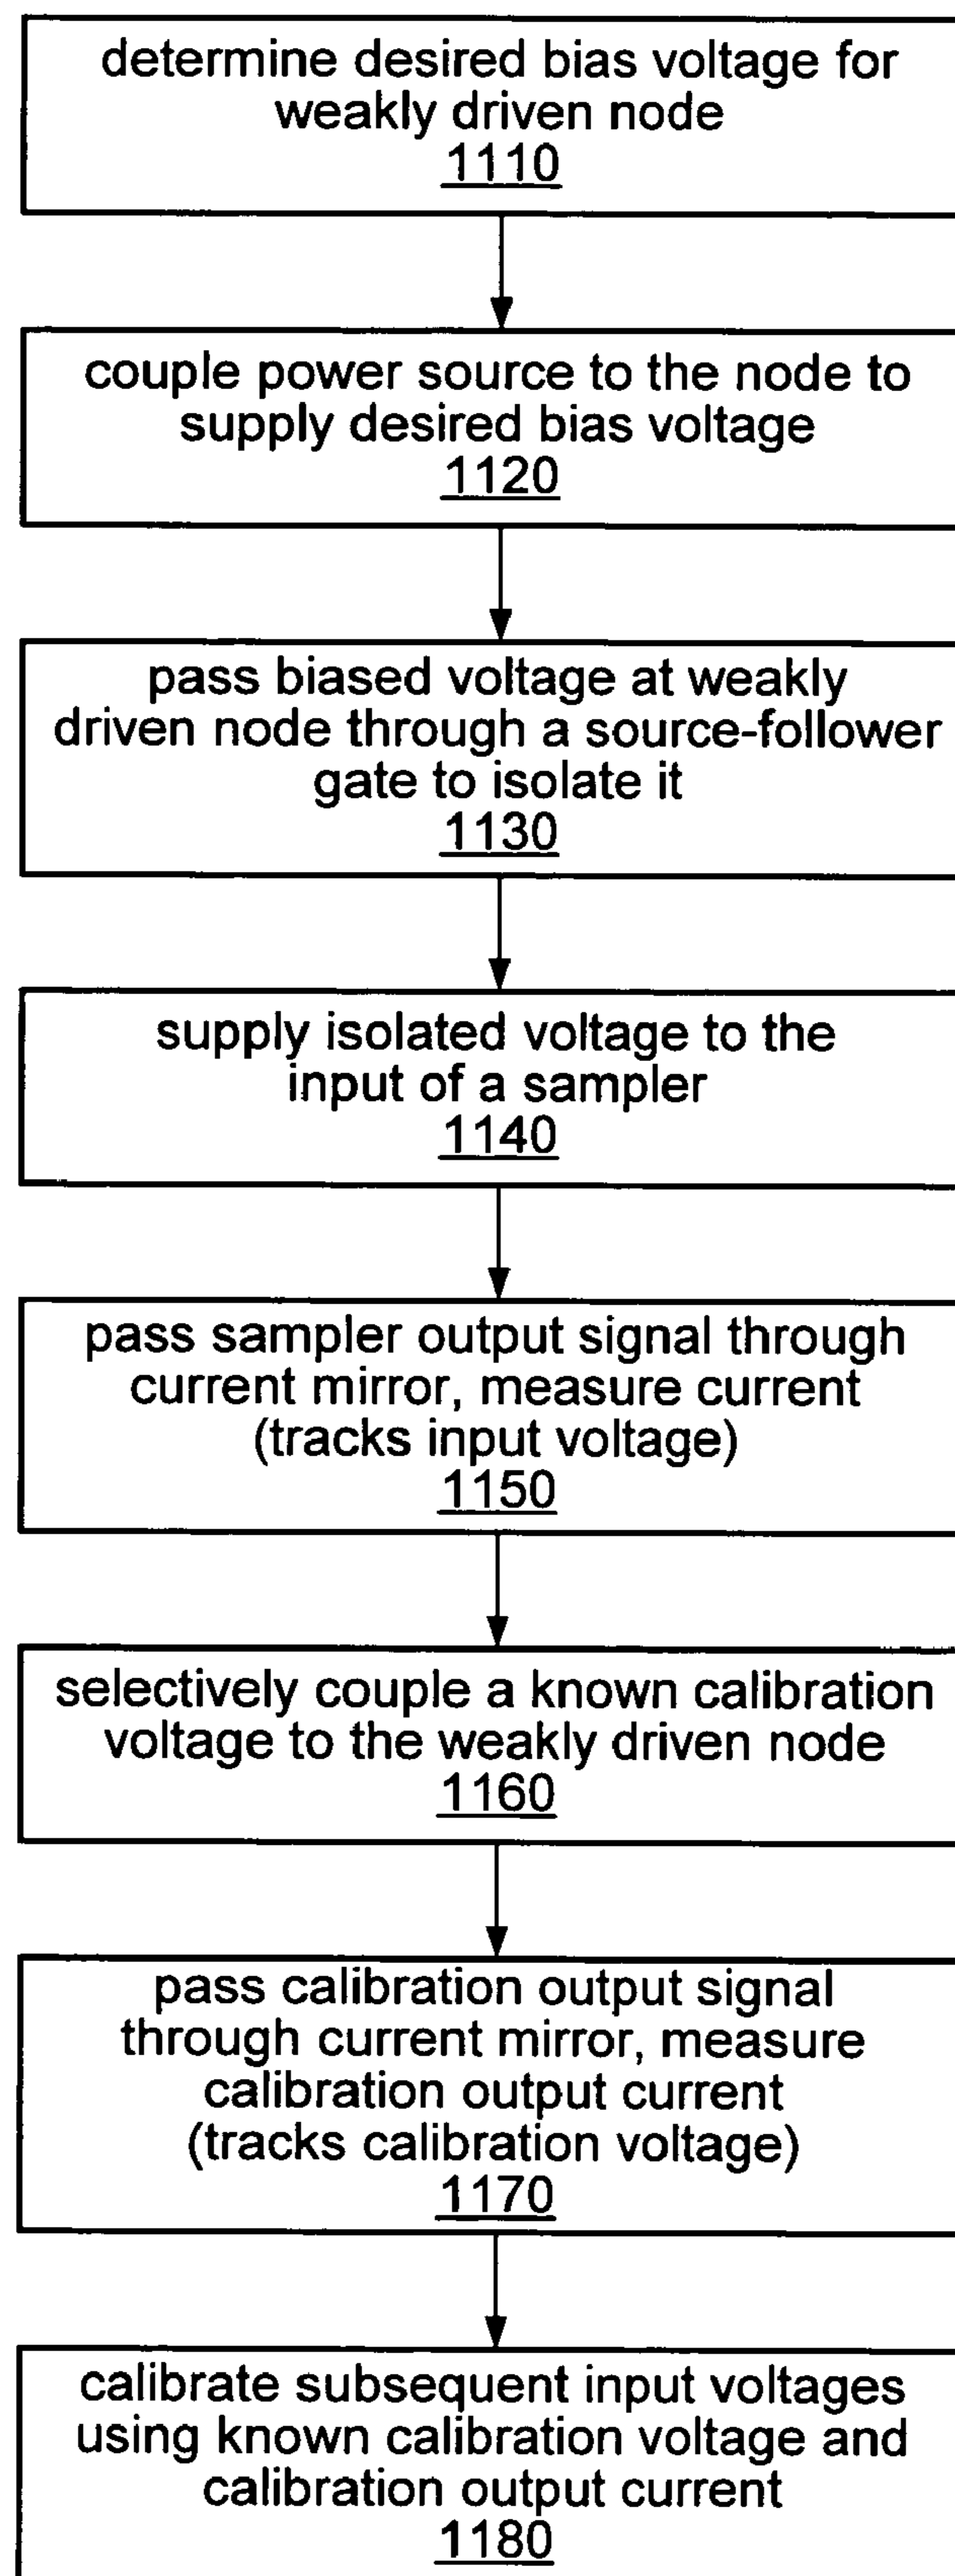 determine desired bias voltage for
weakly driven node
1110
couple power source to the node to
supply desired bias voltage
1120
pass biased voltage at weakly
driven node through a source-follower
gate to isolate it
1130
supply isolated voltage to the
input of a sampler
1140
pass sampler output signal through
current mirror, measure current
(tracks input voltage)
1150
selectively couple a known calibration
voltage to the weakly driven node
1160
pass calibration output signal
through current mirror, measure
calibration output current
(tracks calibration voltage)
1170
calibrate subsequent input voltages
using known calibration voltage and
calibration output current
1180